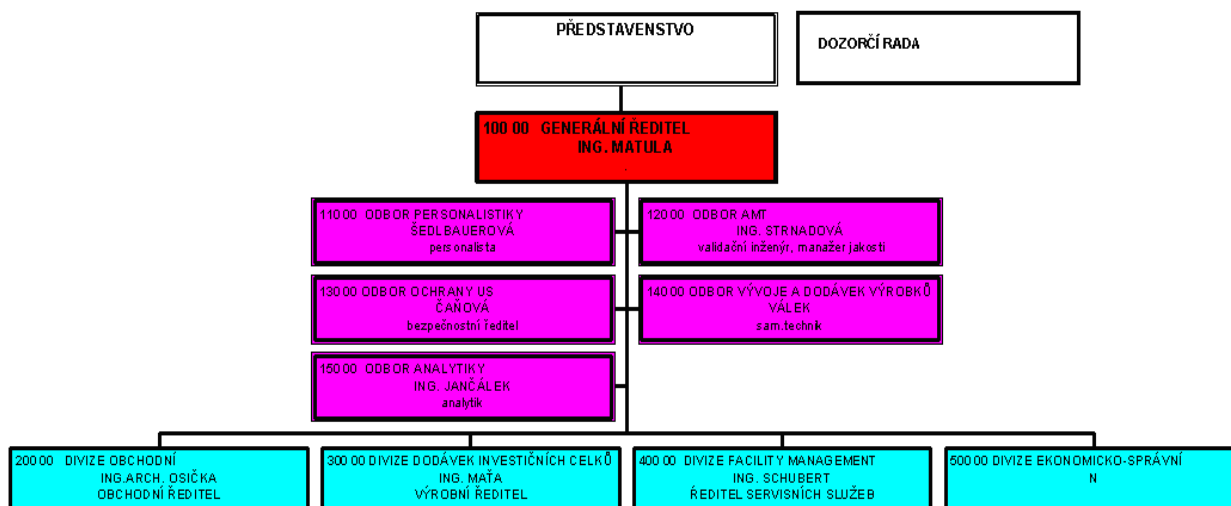 PŘEDSTAVENSTVO
DOZORČÍ RADA
100 00 GENERÁLNÍ ŘEDITEL
ING. MATULA
110 00 ODBOR PERSONALISTIKY
ŠEDLBAUEROVÁ
personalista
120 00 ODBOR AMT
ING. STRNADOVÁ
validační inženýr, manažer jakosti
130 00 ODBOR OCHRANY US
ČAŇOVÁ
bezpečnostní ředitel
140 00 ODBOR VÝVOJE A DODÁVEK VÝROBKŮ
VÁLEK
sam.technik
150 00 ODBOR ANALYTIKY
ING. JANČÁLEK
analytik
200 00 DIVIZE OBCHODNÍ
ING.ARCH. OSIČKA
OBCHODNÍ ŘEDITEL
300 00 DIVIZE DODÁVEK INVESTIČNÍCH CELKŮ
ING. MAŤA
VÝROBNÍ ŘEDITEL
400 00 DIVIZE FACILITY MANAGEMENT
ING. SCHUBERT
ŘEDITEL SERVISNÍCH SLUŽEB
500 00 DIVIZE EKONOMICKO-SPRÁVNÍ
N